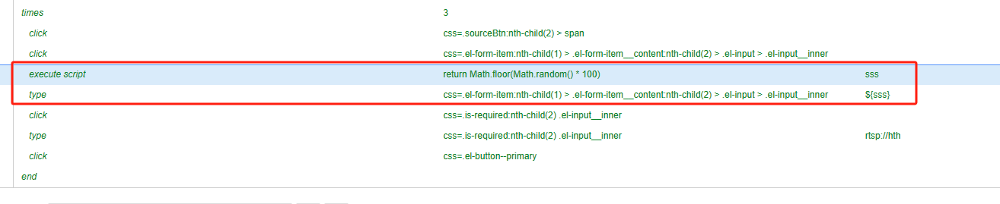 times 3
click css=.sourceBtn:nth-child(2) > span
click css=.el-form-item:nth-child(1) > .el-form-item__content:nth-child(2) > .el-input > .el-input__inner
execute script return Math.floor(Math.random() * 100) sss
type css=.el-form-item:nth-child(1) > .el-form-item__content:nth-child(2) > .el-input > .el-input__inner ${sss}
click css=.is-required:nth-child(2) .el-input__inner
type css=.is-required:nth-child(2) .el-input__inner rtsp://hth
click css=.el-button--primary
end